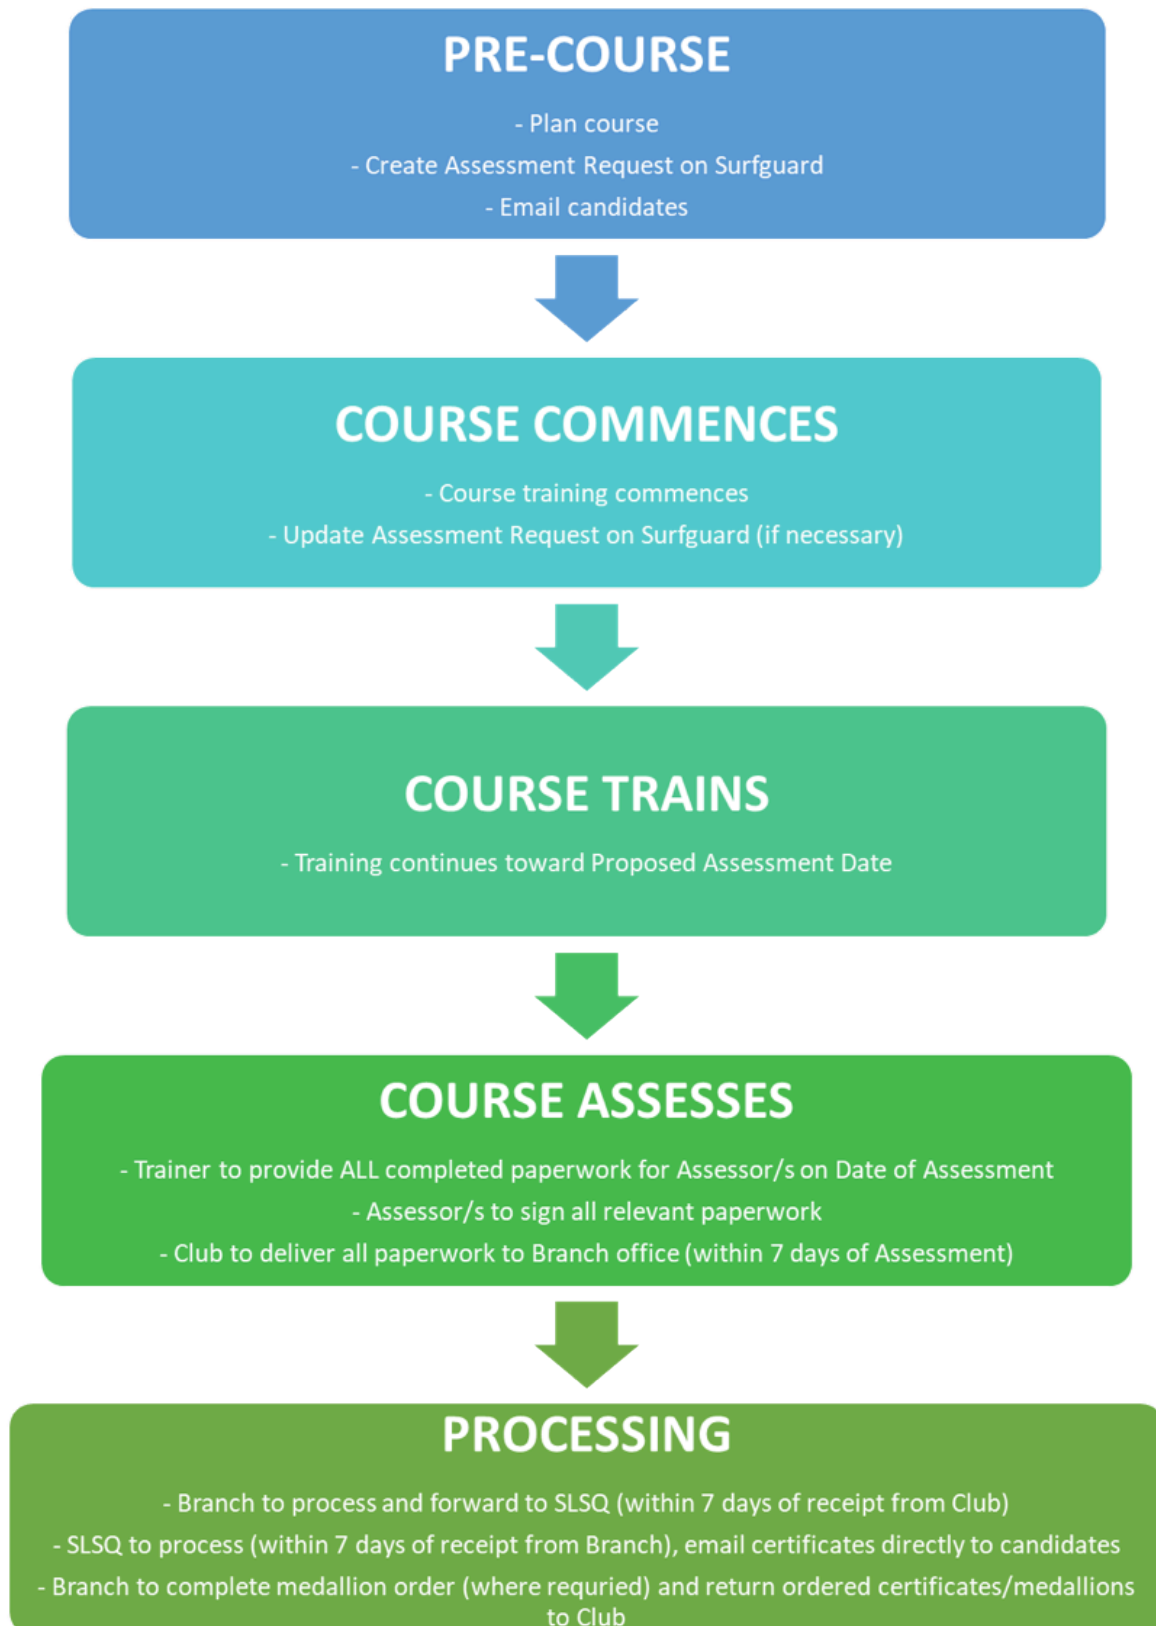 PRE-COURSE
- Plan course
- Create Assessment Request on Surfguard
- Email candidates
COURSE COMMENCES
- Course training commences
- Update Assessment Request on Surfguard (if necessary)
COURSE TRAINS
- Training continues toward Proposed Assessment Date
COURSE ASSESSES
- Trainer to provide ALL completed paperwork for Assessor/s on Date of Assessment
- Assessor/s to sign all relevant paperwork
- Club to deliver all paperwork to Branch office (within 7 days of Assessment)
PROCESSING
- Branch to process and forward to SLSQ (within 7 days of receipt from Club)
- SLSQ to process (within 7 days of receipt from Branch), email certificates directly to candidates
- Branch to complete medallion order (where requried) and return ordered certificates/medallions
to Club